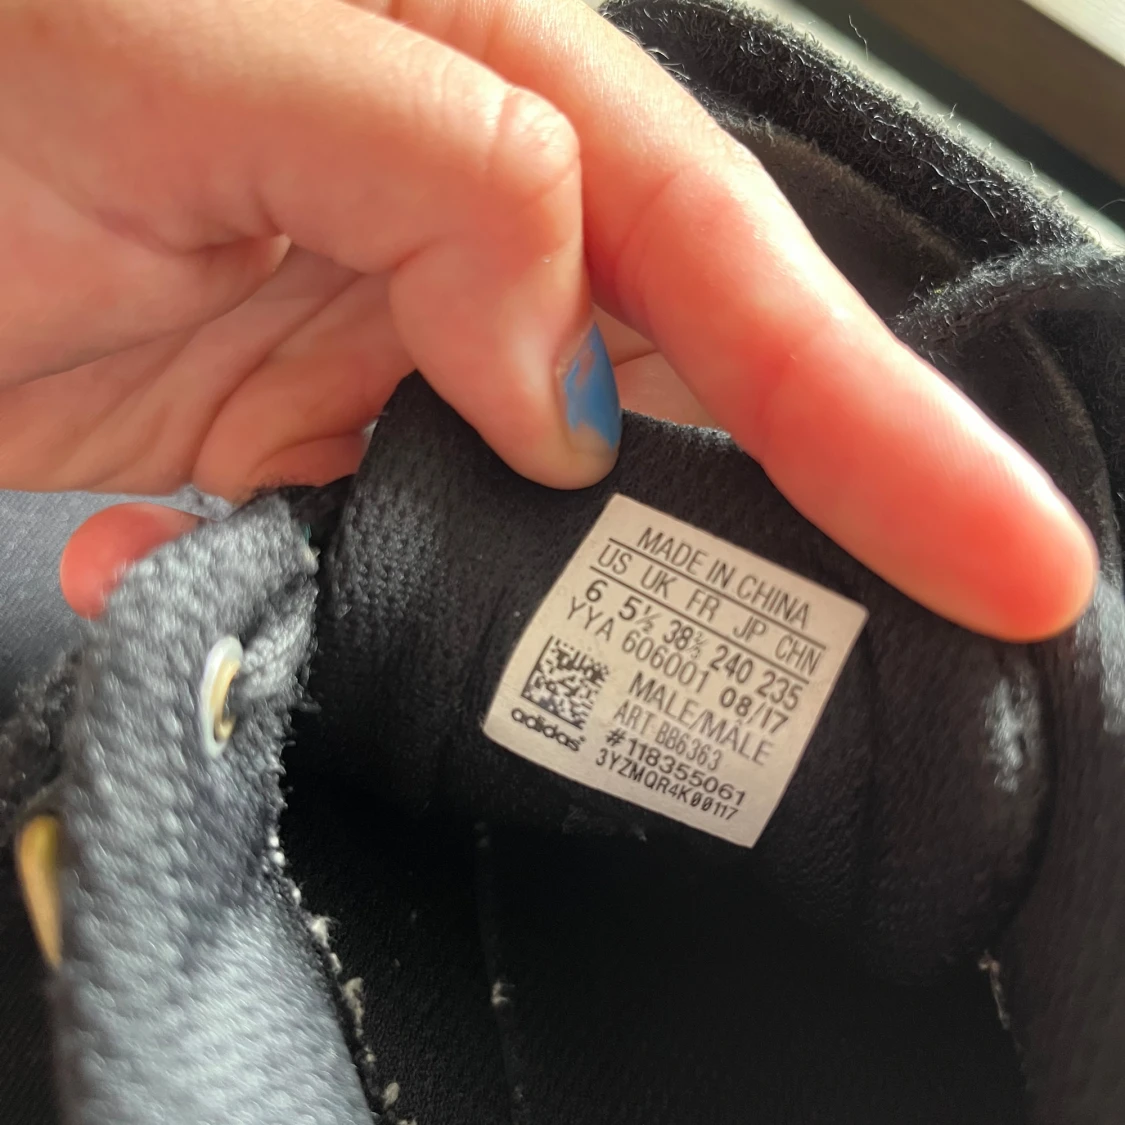 MADE IN CHINA
US UK FR JP CHN
6 5½ 38⅔ 240 235
YYA 606001 08/17
MALE/MÂLE
ART BB6363
#118355061
3YZMQR4K00117
adidas